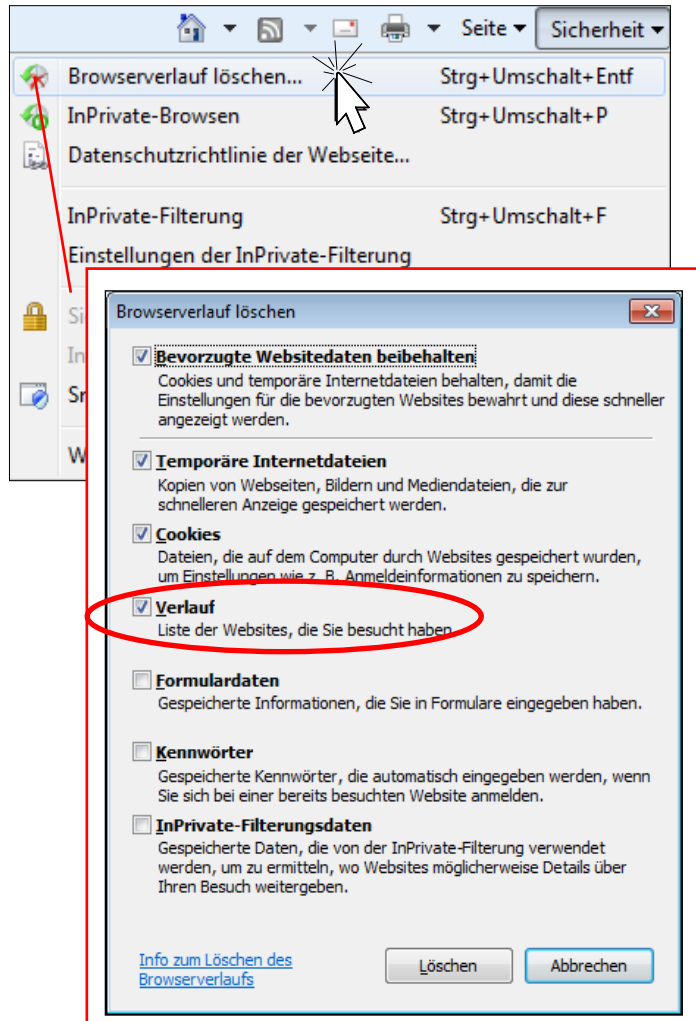 Seite Sicherheit
Browserverlauf löschen... Strg+Umschalt+Entf
InPrivate-Browsen Strg+Umschalt+P
Datenschutzrichtlinie der Webseite...
InPrivate-Filterung Strg+Umschalt+F
Einstellungen der InPrivate-Filterung
Si
In
Sr
W
Browserverlauf löschen
Bevorzugte Websitedaten beibehalten
Cookies und temporäre Internetdateien behalten, damit die
Einstellungen für die bevorzugten Websites bewahrt und diese schneller
angezeigt werden.
Temporäre Internetdateien
Kopien von Webseiten, Bildern und Mediendateien, die zur
schnelleren Anzeige gespeichert werden.
Cookies
Dateien, die auf dem Computer durch Websites gespeichert wurden,
um Einstellungen wie z. B. Anmeldeinformationen zu speichern.
Verlauf
Liste der Websites, die Sie besucht haben.
Formulardaten
Gespeicherte Informationen, die Sie in Formulare eingegeben haben.
Kennwörter
Gespeicherte Kennwörter, die automatisch eingegeben werden, wenn
Sie sich bei einer bereits besuchten Website anmelden.
InPrivate-Filterungsdaten
Gespeicherte Daten, die von der InPrivate-Filterung verwendet
werden, um zu ermitteln, wo Websites möglicherweise Details über
Ihren Besuch weitergeben.
Info zum Löschen des
Browserverlaufs
Löschen Abbrechen